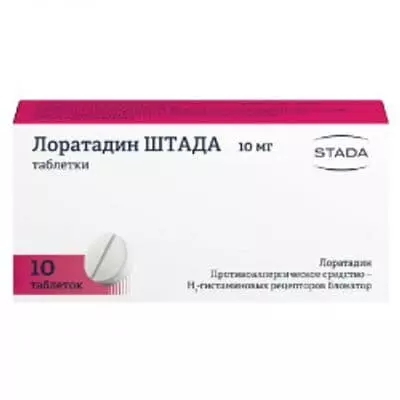 Лоратадин ШТАДА 10 мг
таблетки
STADA
10
таблеток
Лоратадин
Противоаллергическое средство –
H₁-гистаминовых рецепторов блокатор